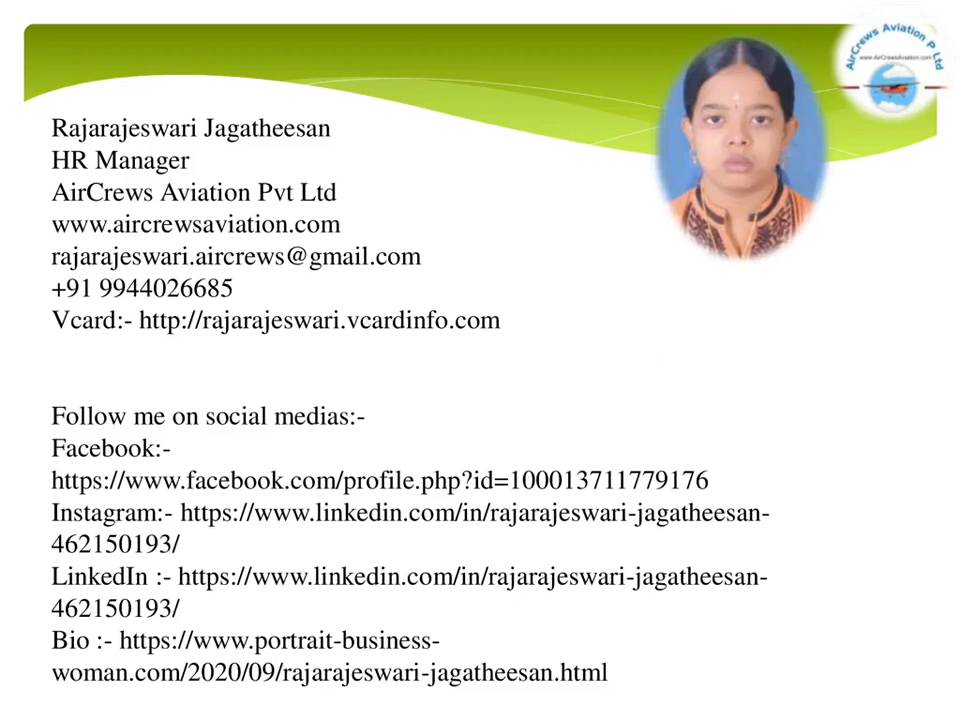 AirCrews Aviation P Ltd
www.AirCrewsAviation.com
Rajarajeswari Jagatheesan
HR Manager
AirCrews Aviation Pvt Ltd
www.aircrewsaviation.com
rajarajeswari.aircrews@gmail.com
+91 9944026685
Vcard:- http://rajarajeswari.vcardinfo.com
Follow me on social medias:-
Facebook:-
https://www.facebook.com/profile.php?id=100013711779176
Instagram:- https://www.linkedin.com/in/rajarajeswari-jagatheesan-
462150193/
LinkedIn :- https://www.linkedin.com/in/rajarajeswari-jagatheesan-
462150193/
Bio :- https://www.portrait-business-
woman.com/2020/09/rajarajeswari-jagatheesan.html